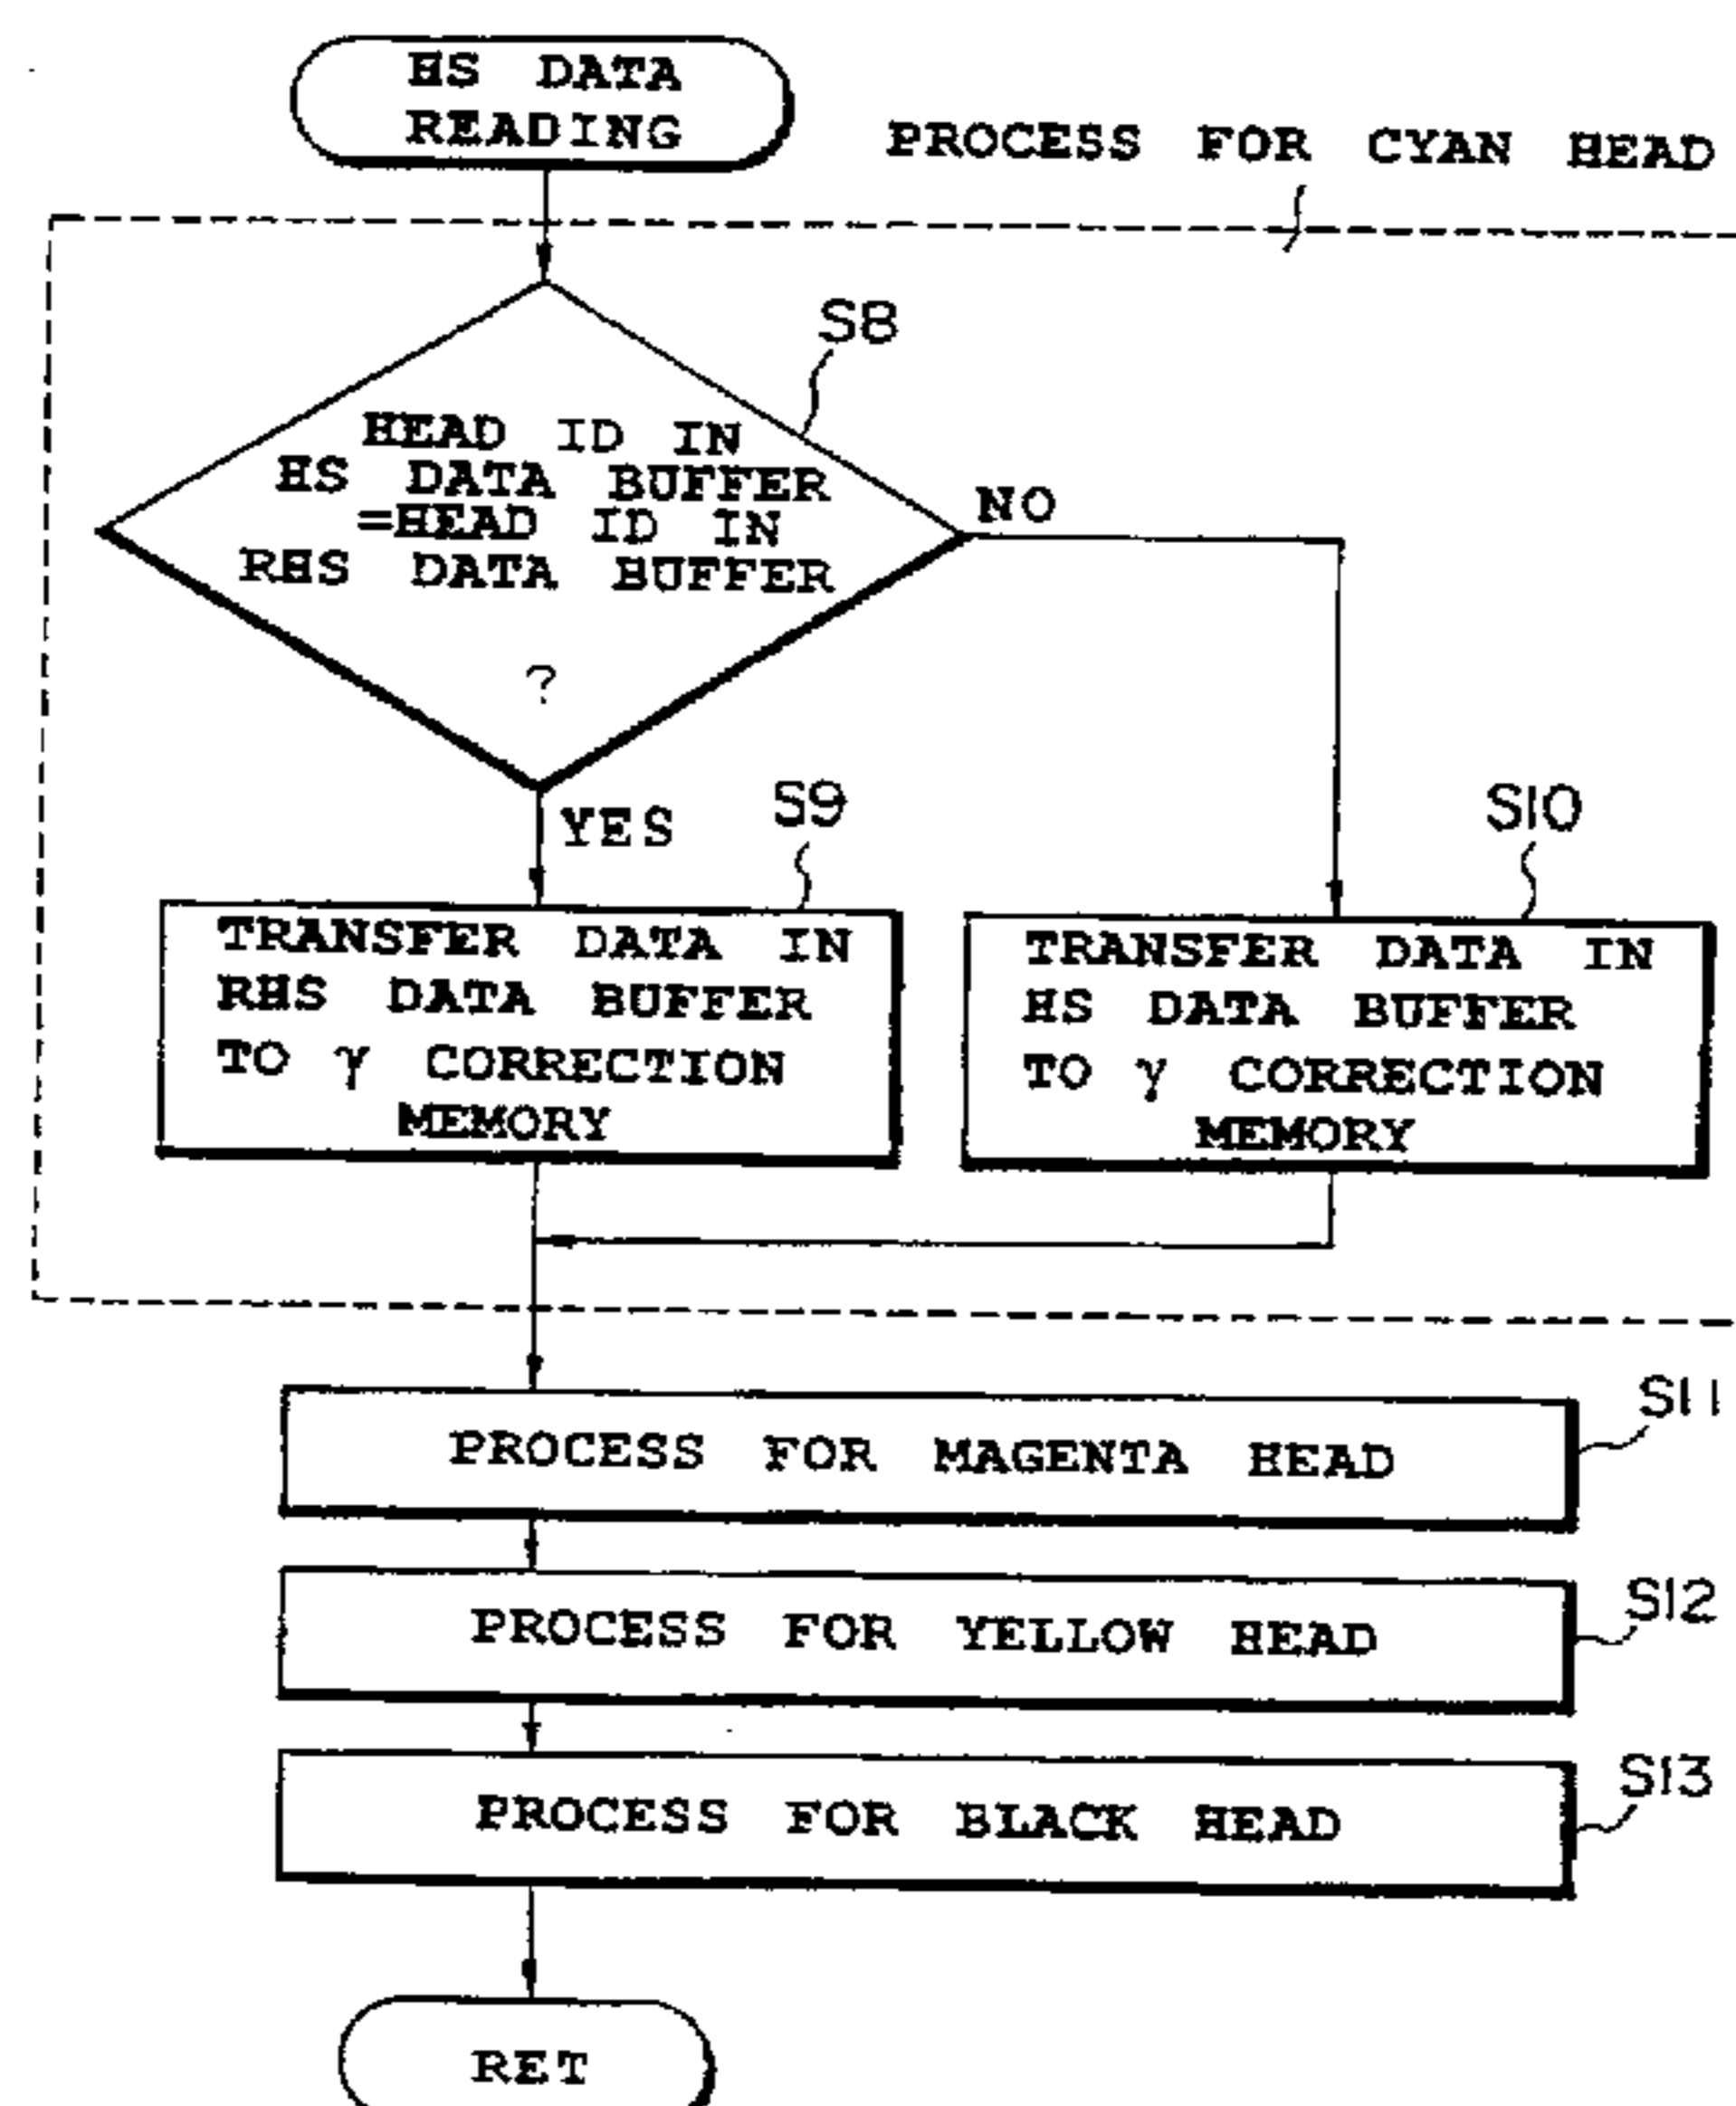 HS DATA
READING
PROCESS FOR CYAN HEAD
S8
HEAD ID IN
HS DATA BUFFER
=HEAD ID IN
RHS DATA BUFFER
?
NO
YES
S9
S10
TRANSFER DATA IN
RHS DATA BUFFER
TO γ CORRECTION
MEMORY
TRANSFER DATA IN
HS DATA BUFFER
TO γ CORRECTION
MEMORY
S11
PROCESS FOR MAGENTA HEAD
S12
PROCESS FOR YELLOW HEAD
S13
PROCESS FOR BLACK HEAD
RET